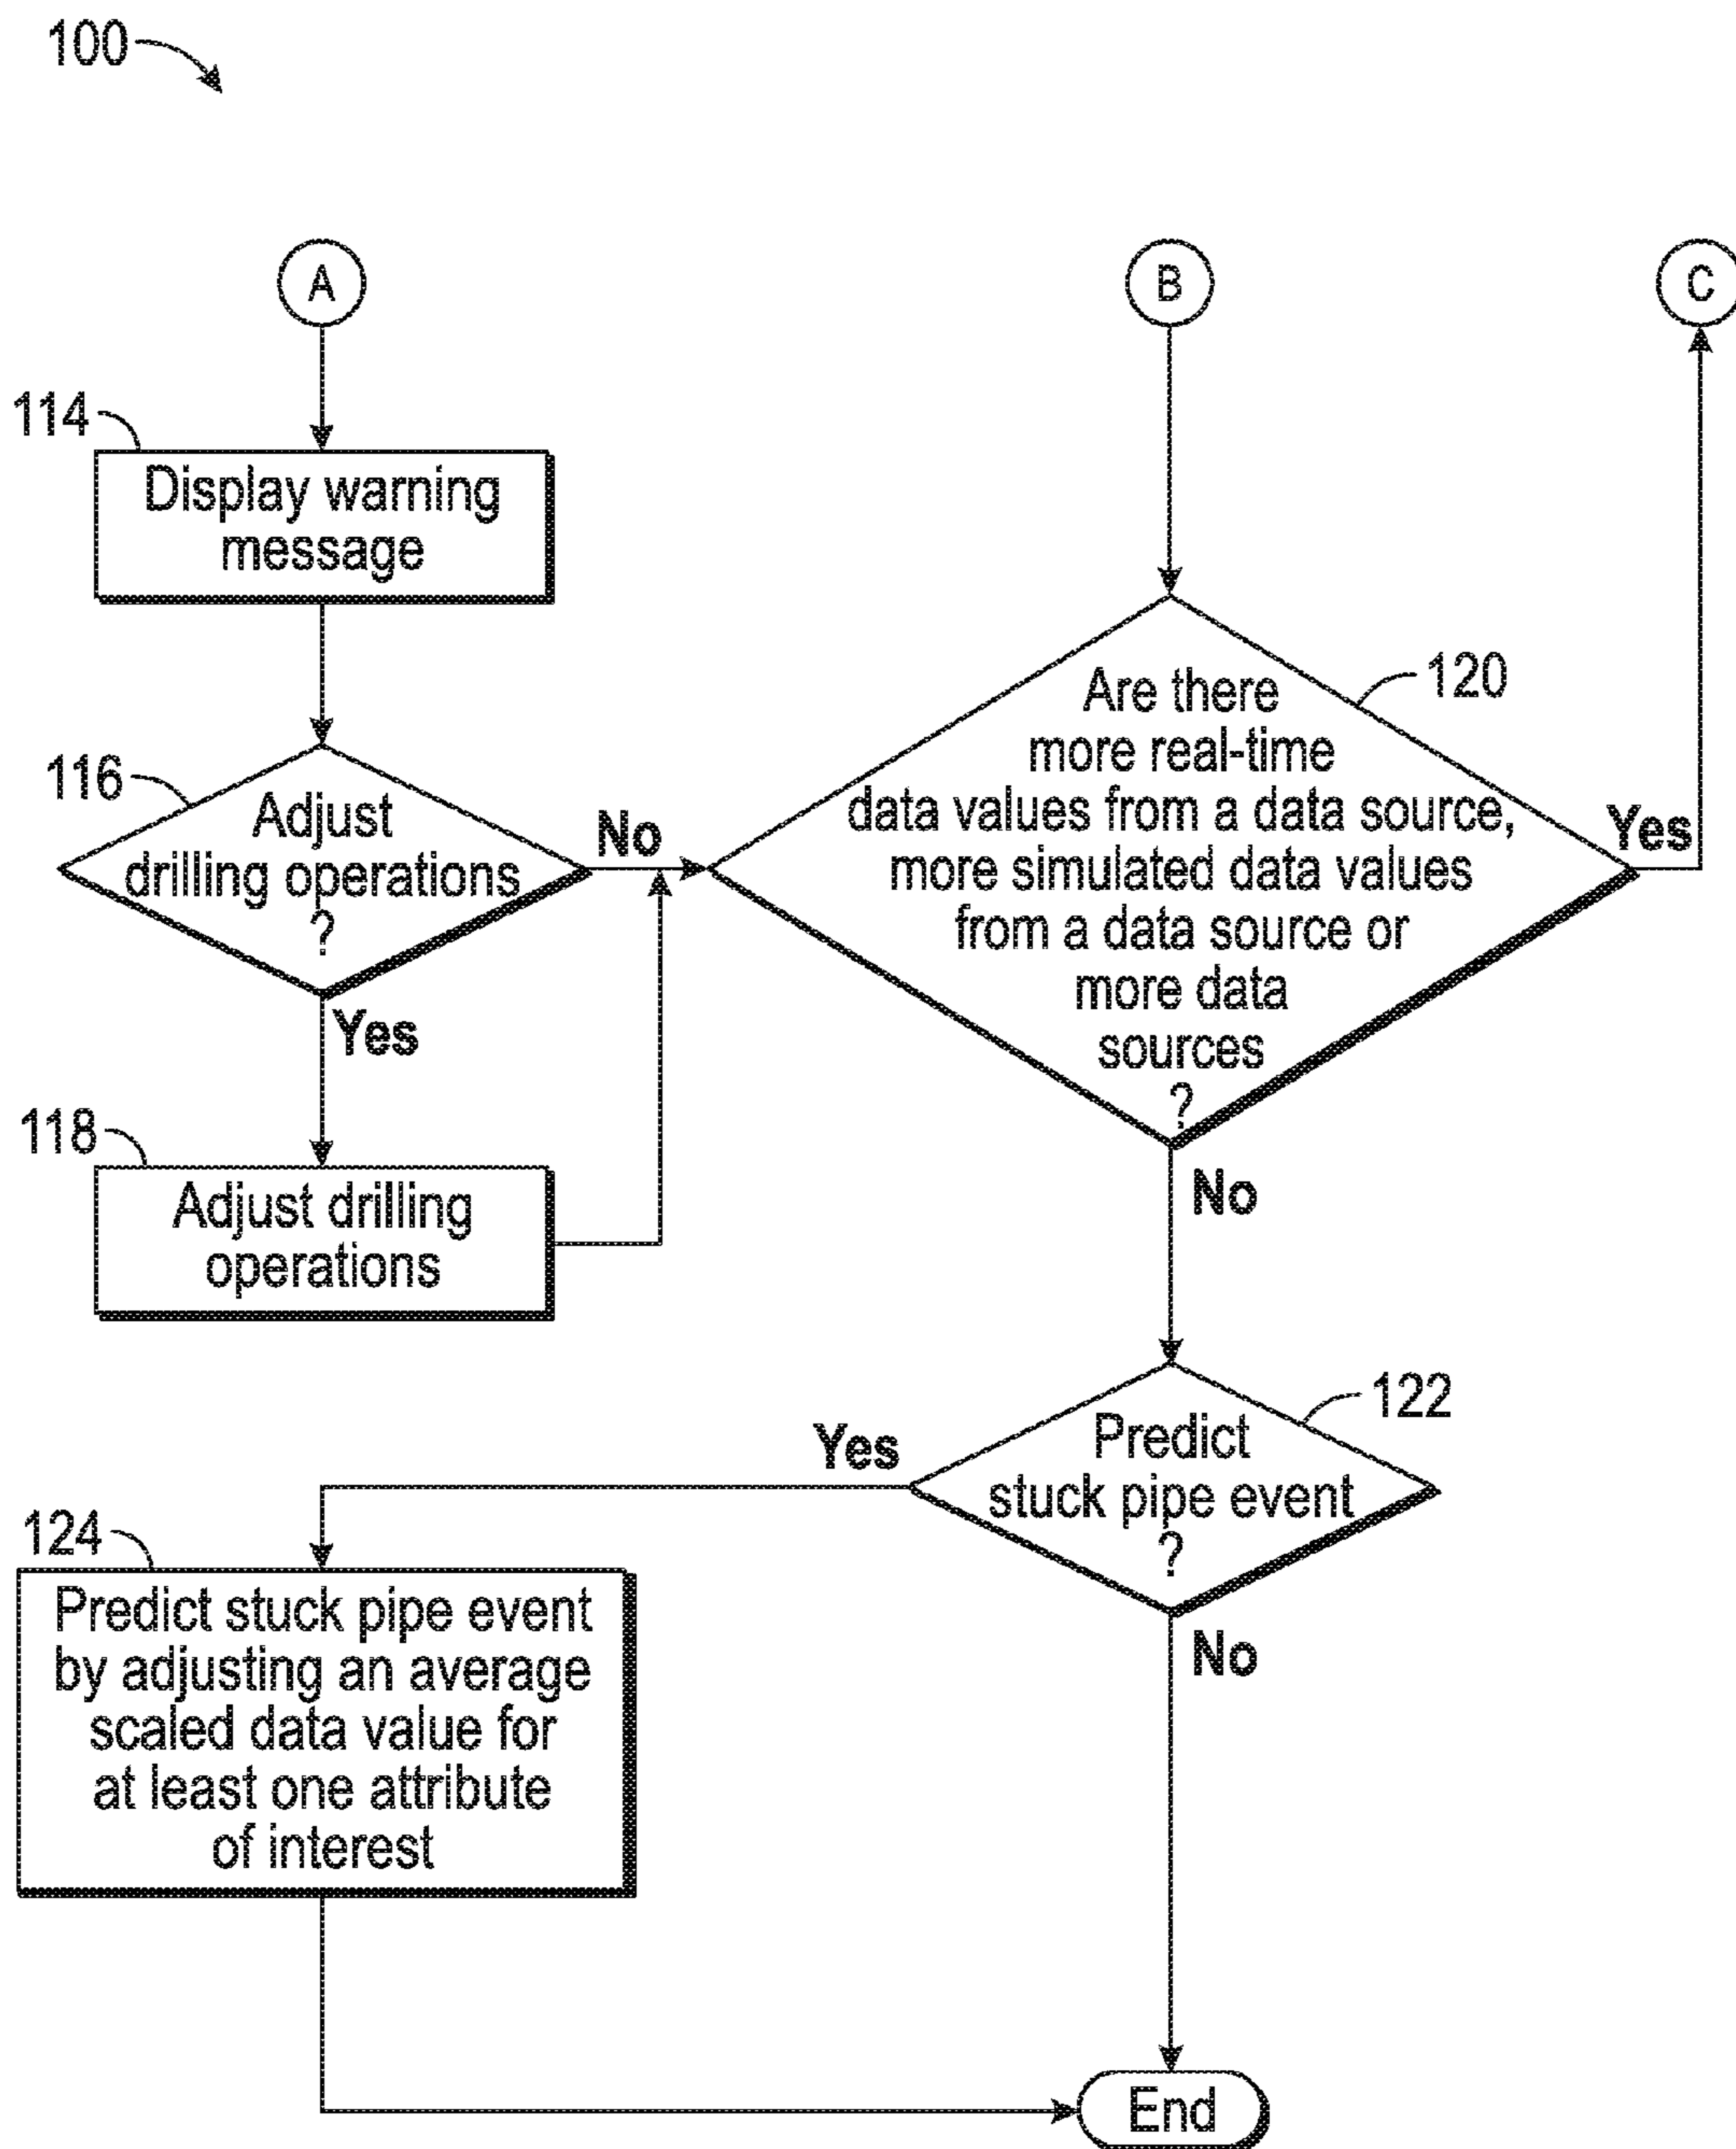 100
A
B
C
114
Display warning
message
116
Adjust
drilling operations
?
No
Yes
118
Adjust drilling
operations
120
Are there
more real-time
data values from a data source,
more simulated data values
from a data source or
more data
sources
?
Yes
No
122
Predict
stuck pipe event
?
Yes
No
124
Predict stuck pipe event
by adjusting an average
scaled data value for
at least one attribute
of interest
End